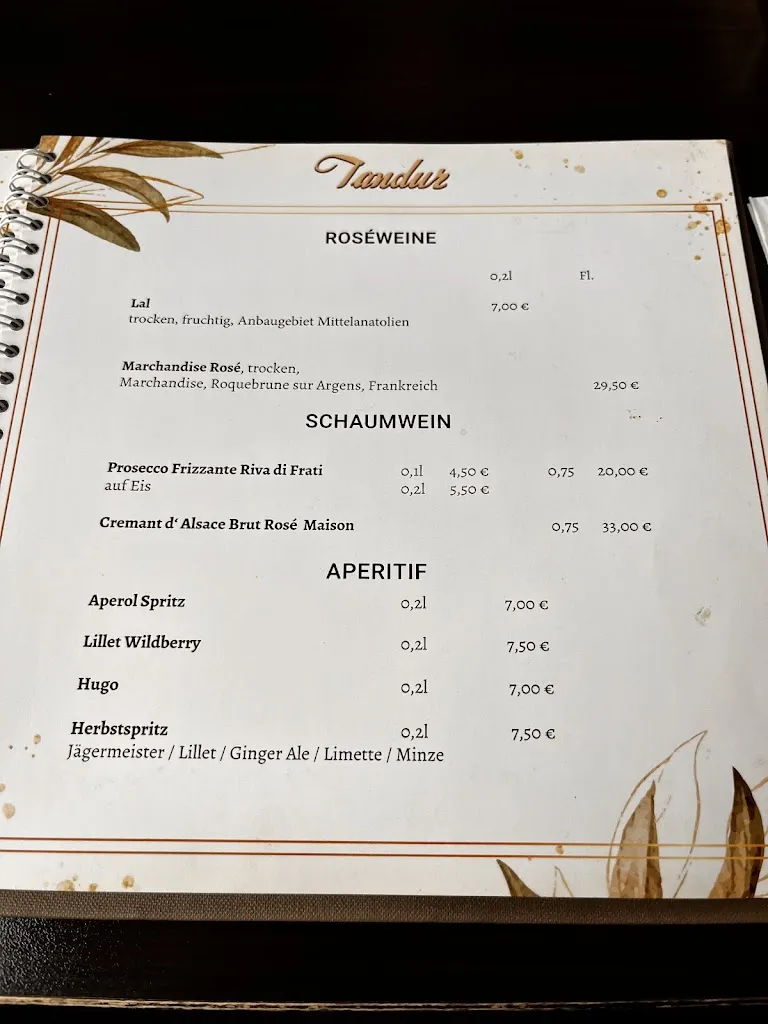 Tandur
ROSÉWEINE
0,2l Fl.
Lal 7,00 €
trocken, fruchtig, Anbaugebiet Mittelanatolien
Marchandise Rosé, trocken,
Marchandise, Roquebrune sur Argens, Frankreich 29,50 €
SCHAUMWEIN
Prosecco Frizzante Riva di Frati 0,1l 4,50 € 0,75 20,00 €
auf Eis 0,2l 5,50 €
Cremant d‘ Alsace Brut Rosé Maison 0,75 33,00 €
APERITIF
Aperol Spritz 0,2l 7,00 €
Lillet Wildberry 0,2l 7,50 €
Hugo 0,2l 7,00 €
Herbstspritz 0,2l 7,50 €
Jägermeister / Lillet / Ginger Ale / Limette / Minze